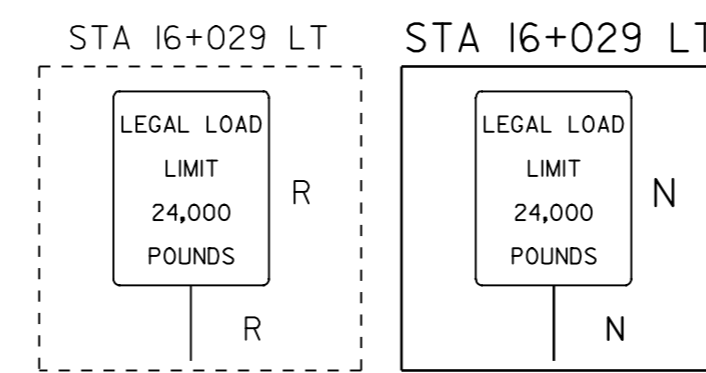 STA 16+029 LT
LEGAL LOAD
LIMIT
24,000
POUNDS
R
R
STA 16+029 LT
LEGAL LOAD
LIMIT
24,000
POUNDS
N
N